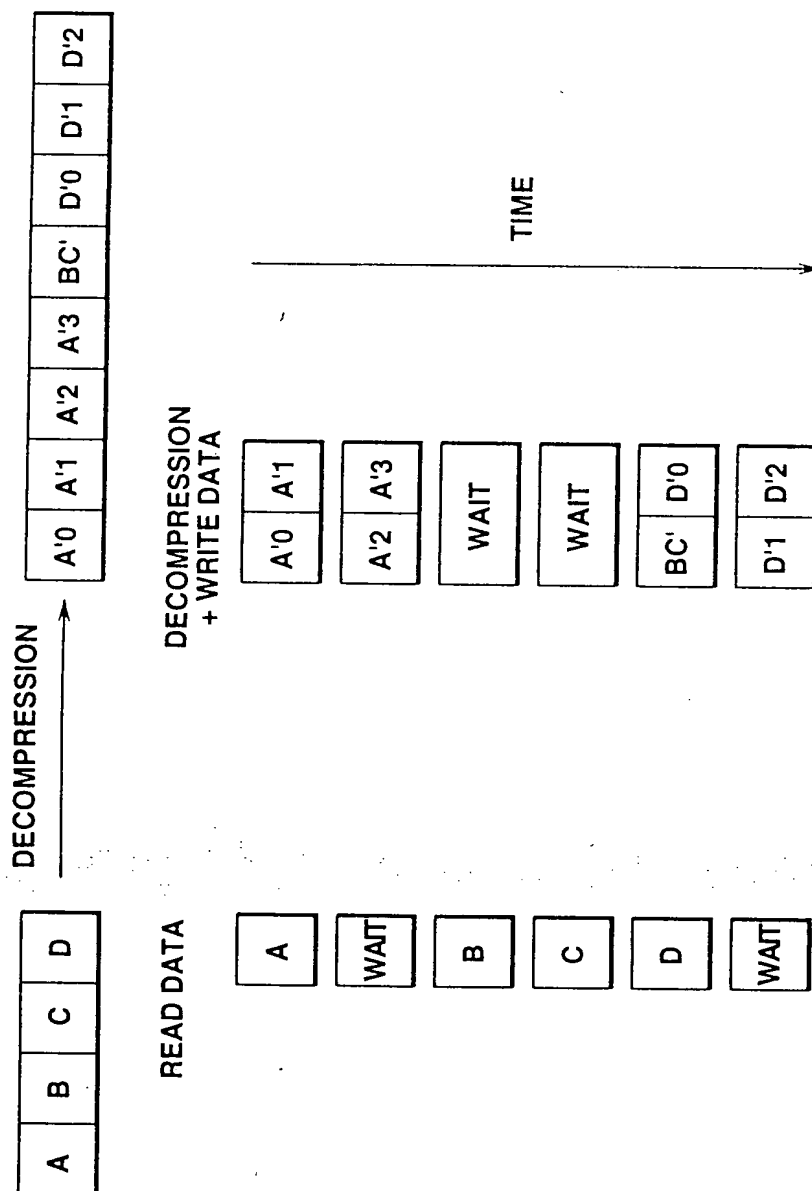 A B C D
DECOMPRESSION
A'0 A'1 A'2 A'3 BC' D'0 D'1 D'2
READ DATA
DECOMPRESSION
+ WRITE DATA
A
A'0 A'1
WAIT
A'2 A'3
B
WAIT
C
WAIT
D
BC' D'0
WAIT
D'1 D'2
TIME